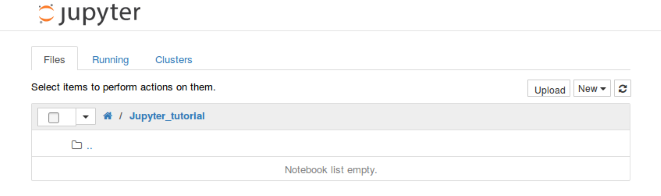 jupyter
Files Running Clusters
Select items to perform actions on them. Upload New
/ Jupyter_tutorial
..
Notebook list empty.